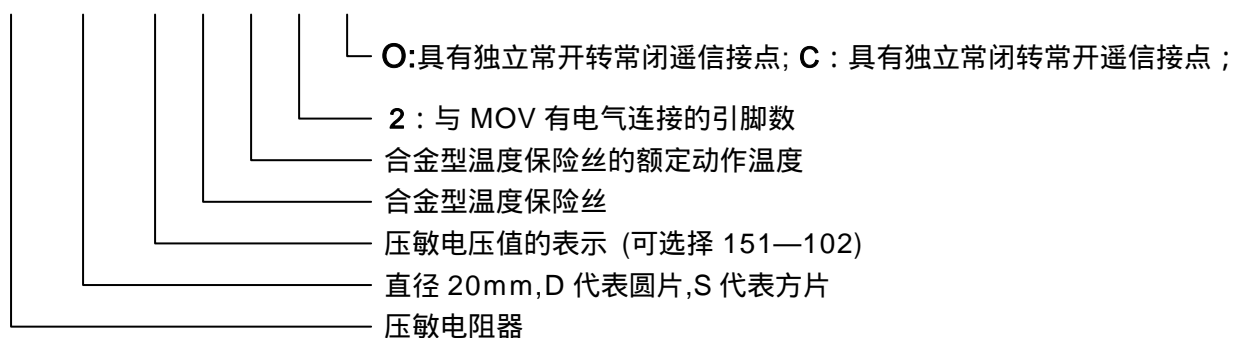 O:具有独立常开转常闭遥信接点; C：具有独立常闭转常开遥信接点；
2：与 MOV 有电气连接的引脚数
合金型温度保险丝的额定动作温度
合金型温度保险丝
压敏电压值的表示 (可选择 151—102)
直径 20mm,D 代表圆片,S 代表方片
压敏电阻器